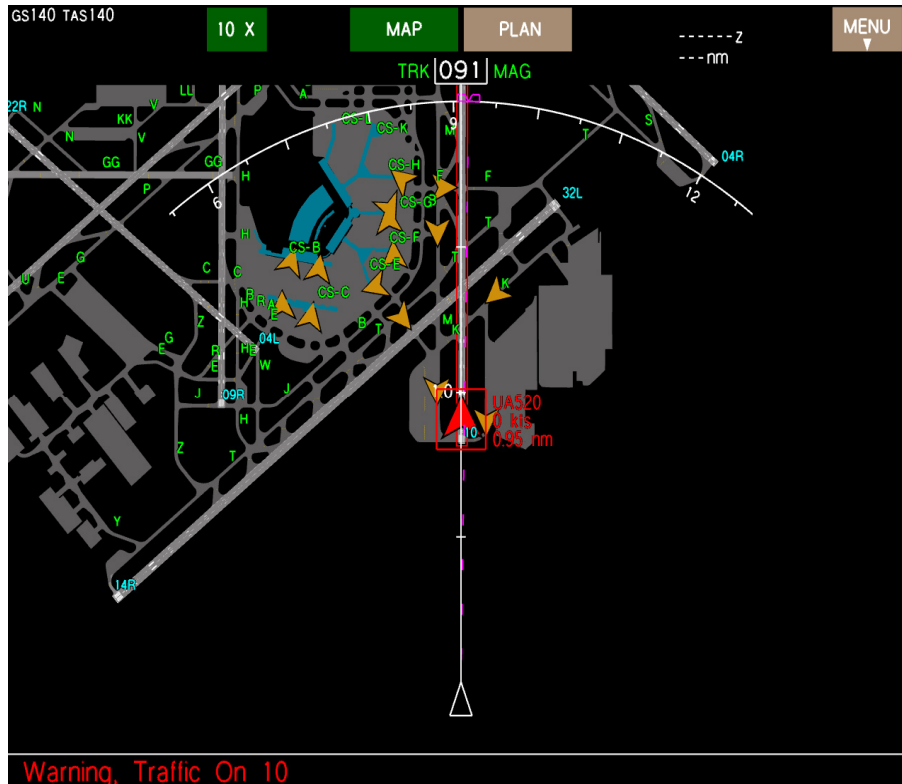 GS140 TAS140
10 X
MAP
PLAN
MENU
------z
---nm
TRK 091 MAG
LL
P
A
9
22R N
V
KK
CS-L
CS-K
M
S
N
V
T
GG
GG
H
CS-H
F
F
04R
P
6
CS-G
12
32L
H
CS-B
CS-F
T
G
T
U
E
C
C
CS-E
K
CS-C
R
A
H
E
Z
B
T
M
K
G
E
R
H
E
04L
E
W
J
09R
J
10
H
UA520
0 kts
0.95 nm
10
Z
T
Y
14R
Warning, Traffic On 10